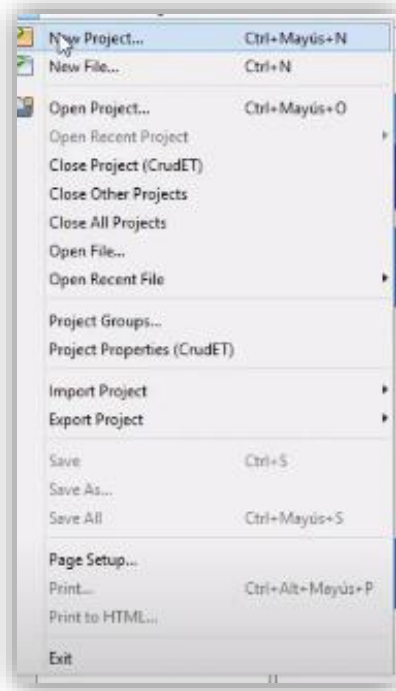 New Project... Ctrl+Mayús+N
New File... Ctrl+N
Open Project... Ctrl+Mayús+O
Open Recent Project
Close Project (CrudET)
Close Other Projects
Close All Projects
Open File...
Open Recent File
Project Groups...
Project Properties (CrudET)
Import Project
Export Project
Save Ctrl+S
Save As...
Save All Ctrl+Mayús+S
Page Setup...
Print... Ctrl+Alt+Mayús+P
Print to HTML...
Exit